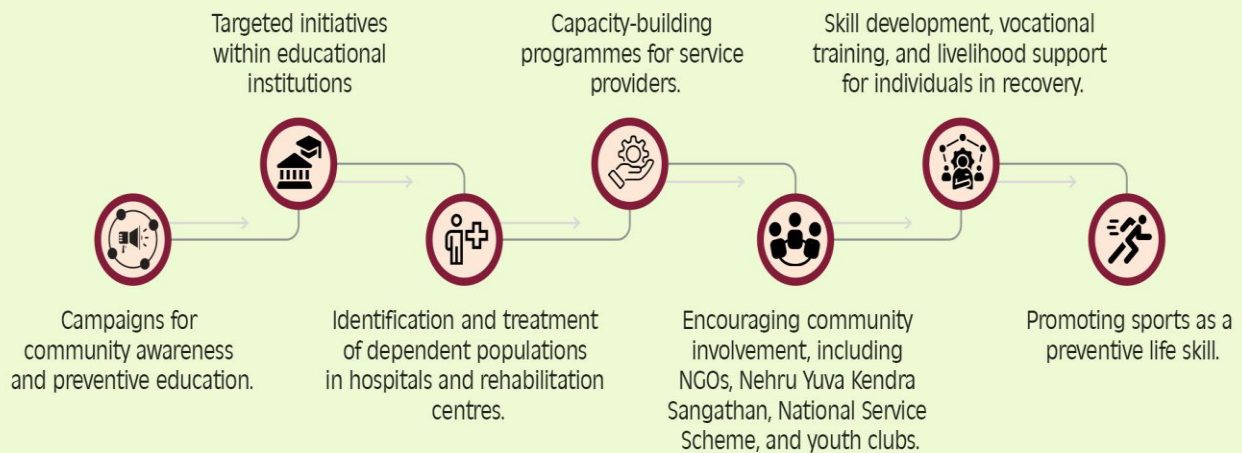 Campaigns for
community awareness
and preventive education.
Targeted initiatives
within educational
institutions
Identification and treatment
of dependent populations
in hospitals and rehabilitation
centres.
Capacity-building
programmes for service
providers.
Encouraging community
involvement, including
NGOs, Nehru Yuva Kendra
Sangathan, National Service
Scheme, and youth clubs.
Skill development, vocational
training, and livelihood support
for individuals in recovery.
Promoting sports as a
preventive life skill.